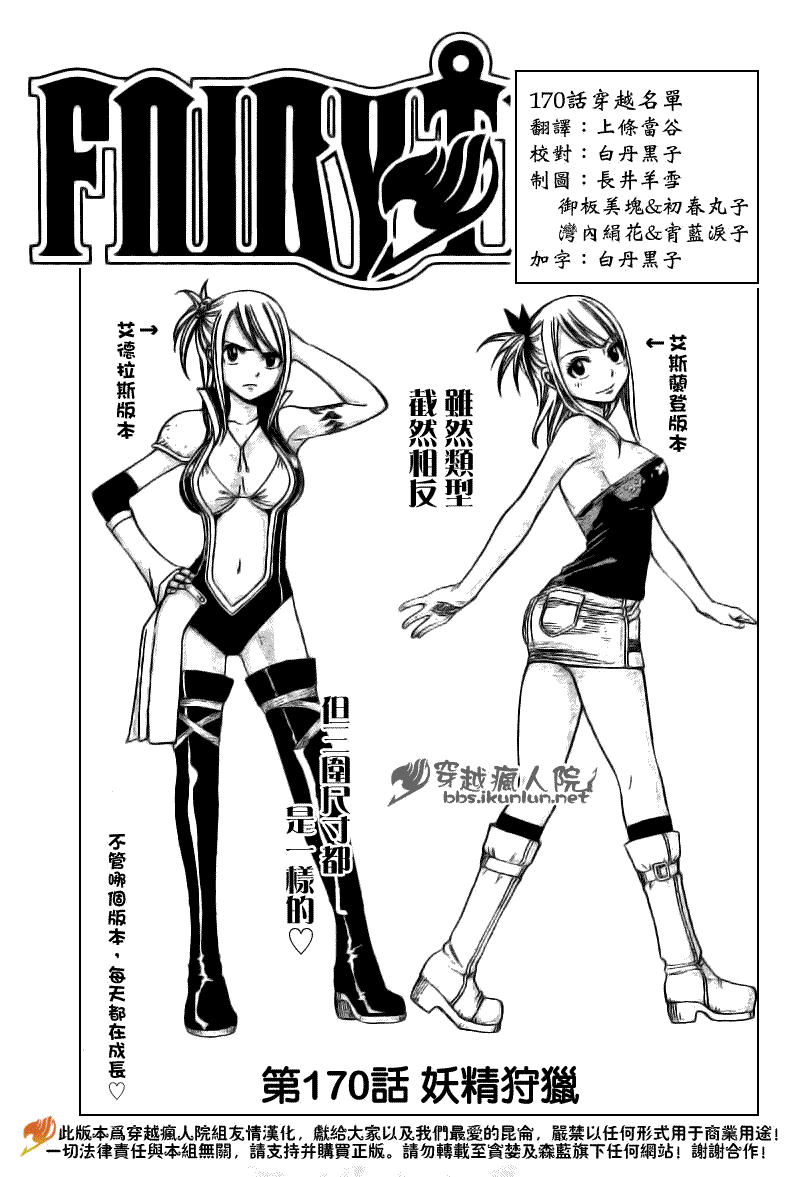 FAIRY T
170話穿越名單
翻譯：上條當谷
校對：白丹黑子
制圖：長井羊雪
御板美塊&初春丸子
灣內絹花&宵藍淚子
加字：白丹黑子
艾斯蘭登版本
←
雖然類型
截然相反
→
艾德拉斯版本
但三圍尺寸都
是一樣的♡
穿越瘋人院
bbs.ikunlun.net
不管哪個版本，每天都在成長♡
第170話 妖精狩獵
此版本爲穿越瘋人院組友情漢化，獻給大家以及我們最愛的昆侖，嚴禁以任何形式用于商業用途！
一切法律責任與本組無關，請支持并購買正版。請勿轉載至貪婪及森藍旗下任何網站！謝謝合作！